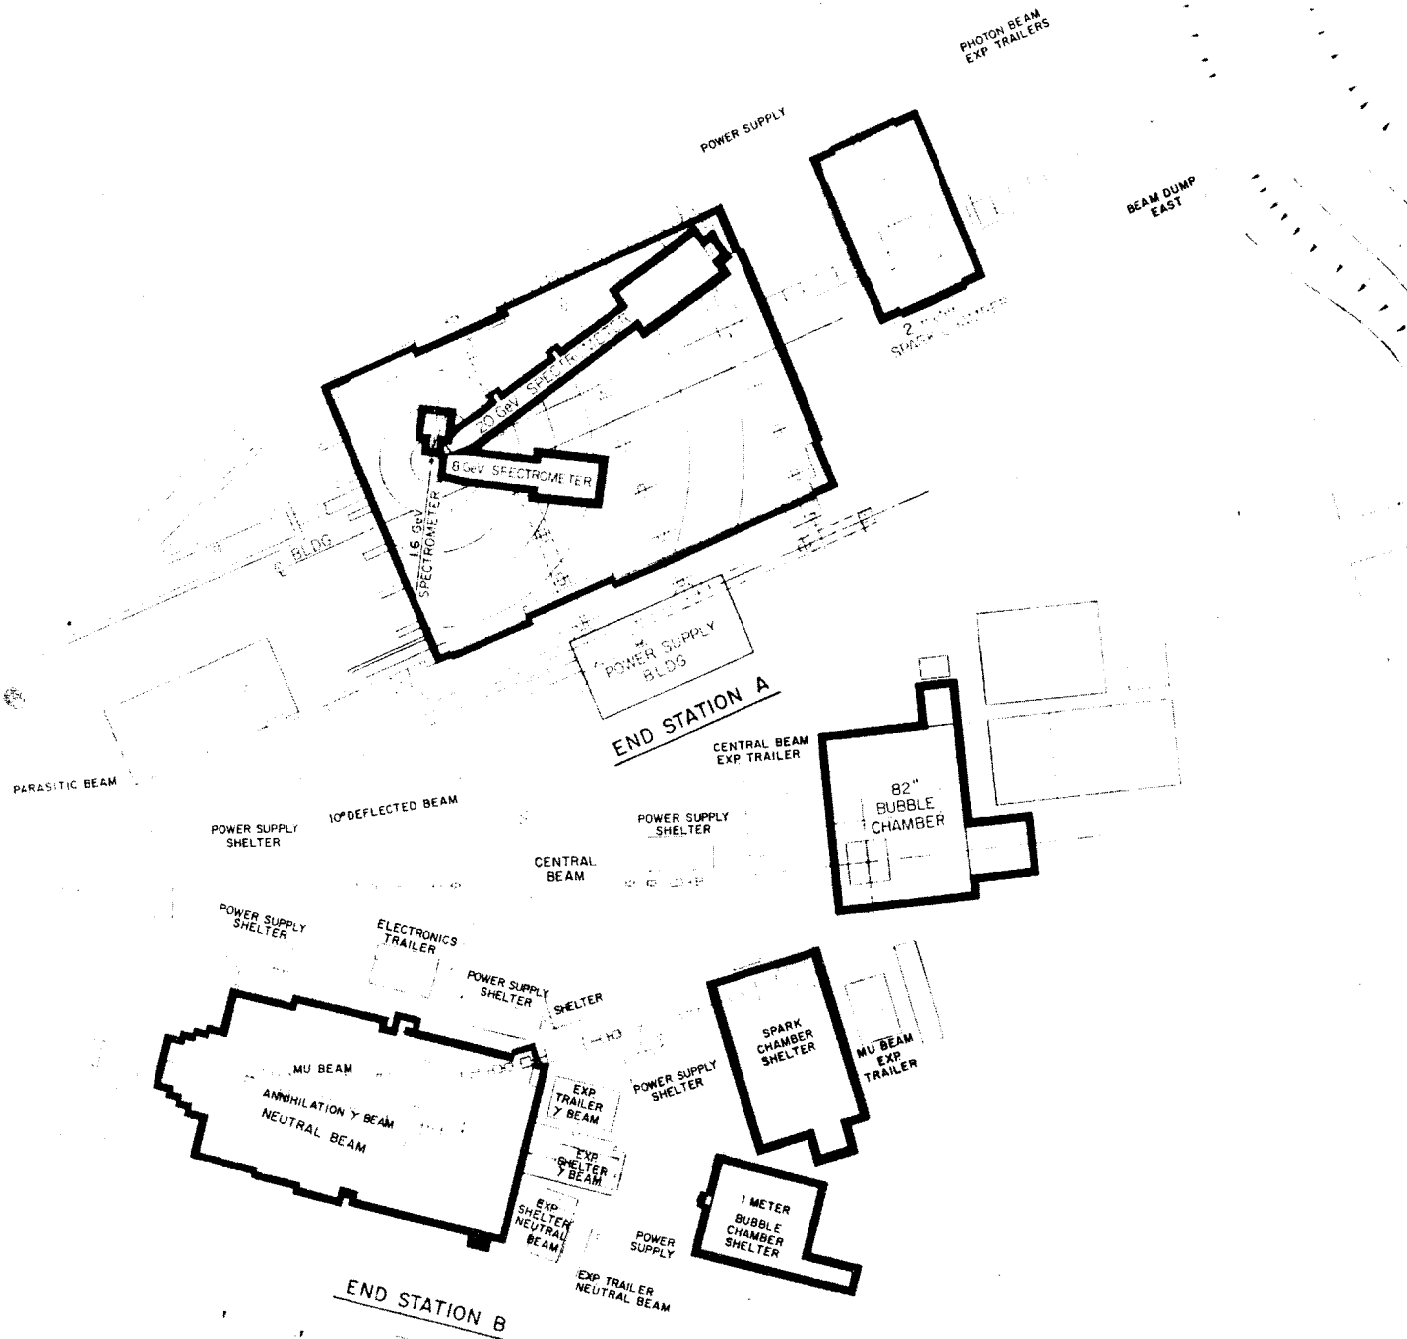 PHOTON BEAM
EXP TRAILERS
POWER SUPPLY
BEAM DUMP
EAST
2
SPARK CHAMBER
20 GeV SPECTROMETER
8 GeV SPECTROMETER
1.6 GeV
SPECTROMETER
℄ BLDG
POWER SUPPLY
BLDG
END STATION A
PARASITIC BEAM
10° DEFLECTED BEAM
CENTRAL BEAM
EXP TRAILER
82"
BUBBLE
CHAMBER
POWER SUPPLY
SHELTER
POWER SUPPLY
SHELTER
CENTRAL
BEAM
POWER SUPPLY
SHELTER
ELECTRONICS
TRAILER
POWER SUPPLY
SHELTER
SHELTER
SPARK
CHAMBER
SHELTER
MU BEAM
EXP
TRAILER
POWER SUPPLY
SHELTER
MU BEAM
ANNIHILATION γ BEAM
NEUTRAL BEAM
EXP
TRAILER
γ BEAM
EXP
SHELTER
γ BEAM
EXP
SHELTER
NEUTRAL
BEAM
POWER
SUPPLY
1 METER
BUBBLE
CHAMBER
SHELTER
EXP TRAILER
NEUTRAL BEAM
END STATION B